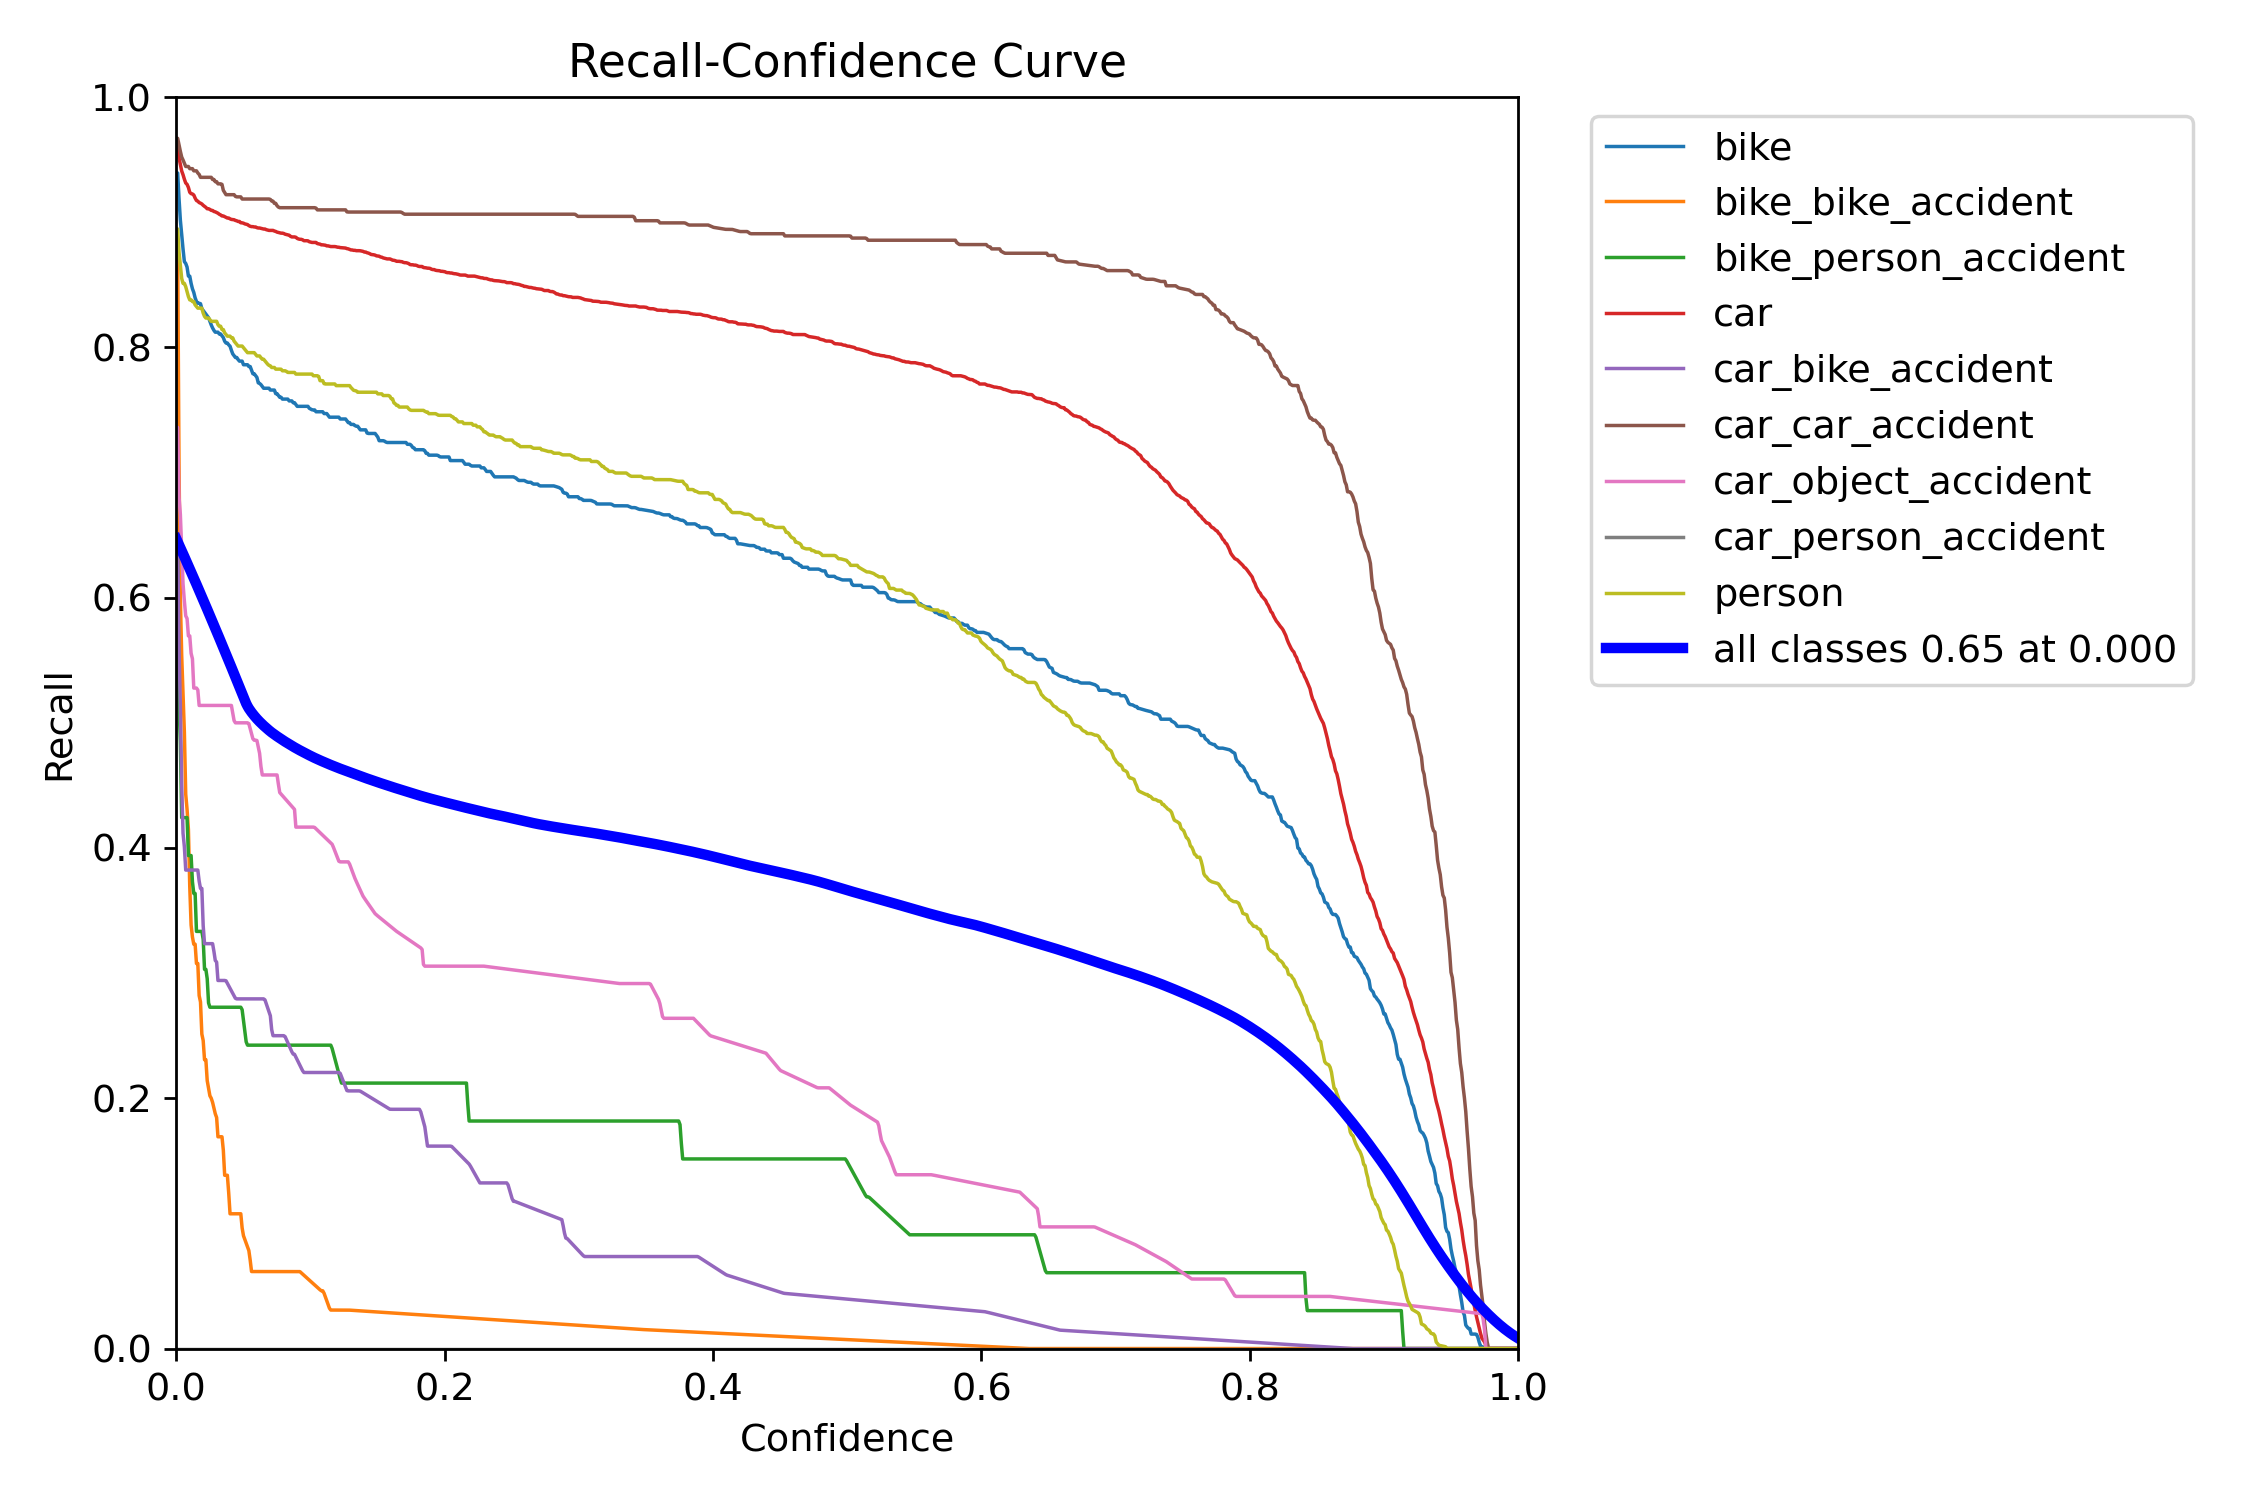 Recall-Confidence Curve
1.0
0.8
0.6
0.4
0.2
0.0
Recall
0.0 0.2 0.4 0.6 0.8 1.0
Confidence
bike
bike_bike_accident
bike_person_accident
car
car_bike_accident
car_car_accident
car_object_accident
car_person_accident
person
all classes 0.65 at 0.000